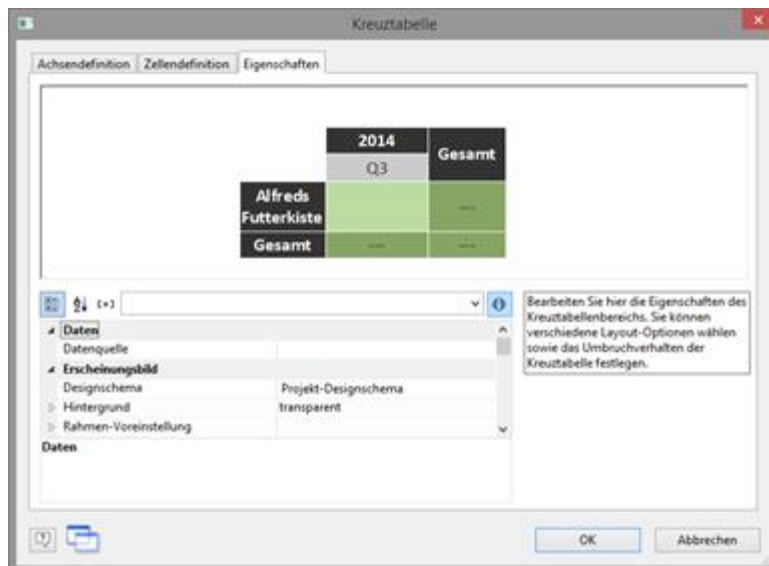 Kreuztabelle
Achsendefinition Zellendefinition Eigenschaften
2014 Gesamt
Q3
Alfreds
Futterkiste ---
Gesamt --- ---
Bearbeiten Sie hier die Eigenschaften des
Kreuztabellenbereichs. Sie können
verschiedene Layout-Optionen wählen
sowie das Umbruchverhalten der
Kreuztabelle festlegen.
Daten
Datenquelle
Erscheinungsbild
Designschema Projekt-Designschema
Hintergrund transparent
Rahmen-Voreinstellung
Daten
OK Abbrechen